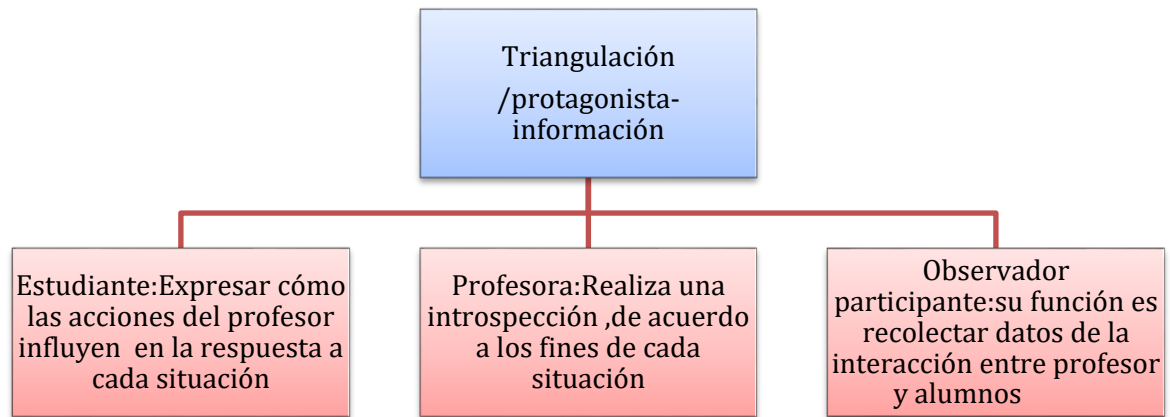 Triangulación
/protagonista-
información
Estudiante:Expresar cómo
las acciones del profesor
influyen en la respuesta a
cada situación
Profesora:Realiza una
introspección ,de acuerdo
a los fines de cada
situación
Observador
participante:su función es
recolectar datos de la
interacción entre profesor
y alumnos